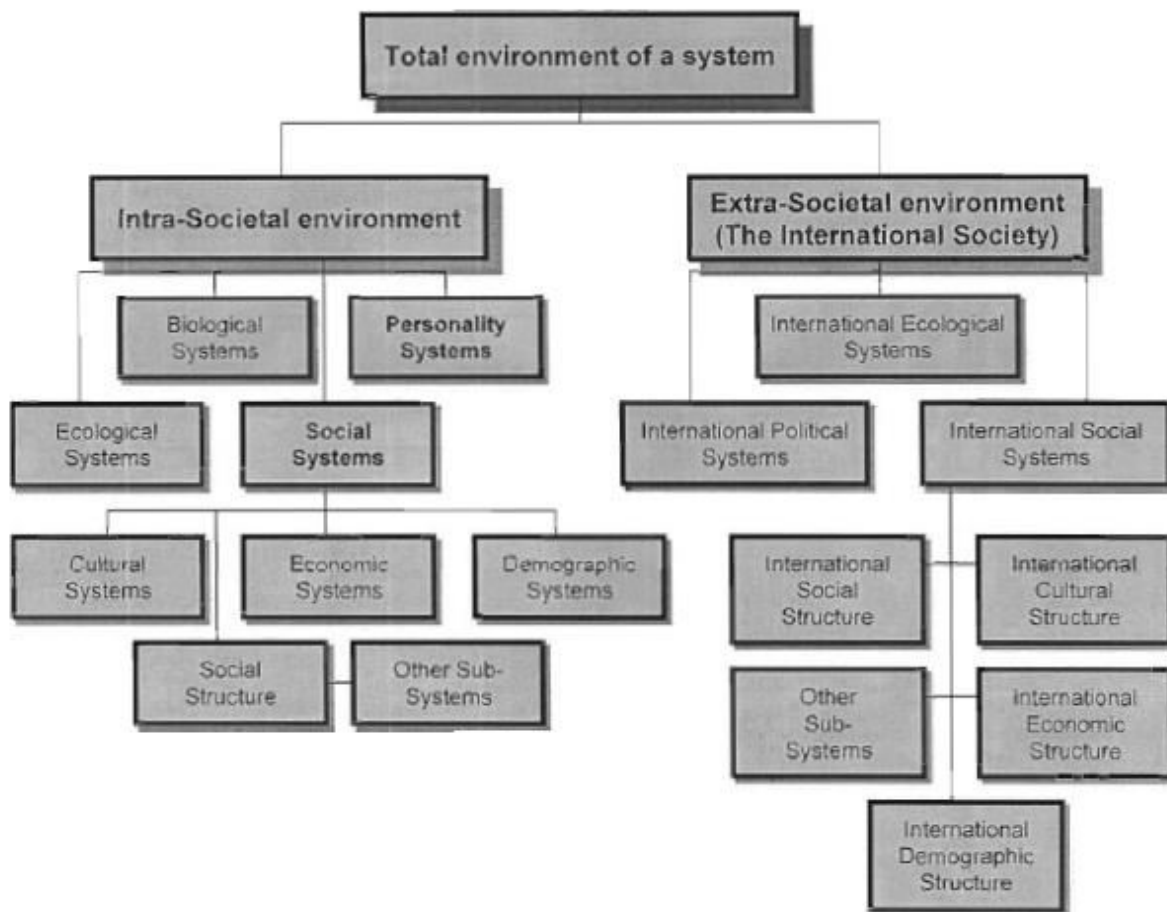 Total environment of a system
Intra-Societal environment
Extra-Societal environment
(The International Society)
Biological
Systems
Personality
Systems
International Ecological
Systems
Ecological
Systems
Social
Systems
International Political
Systems
International Social
Systems
Cultural
Systems
Economic
Systems
Demographic
Systems
International
Social
Structure
International
Cultural
Structure
Social
Structure
Other Sub-
Systems
Other
Sub-
Systems
International
Economic
Structure
International
Demographic
Structure